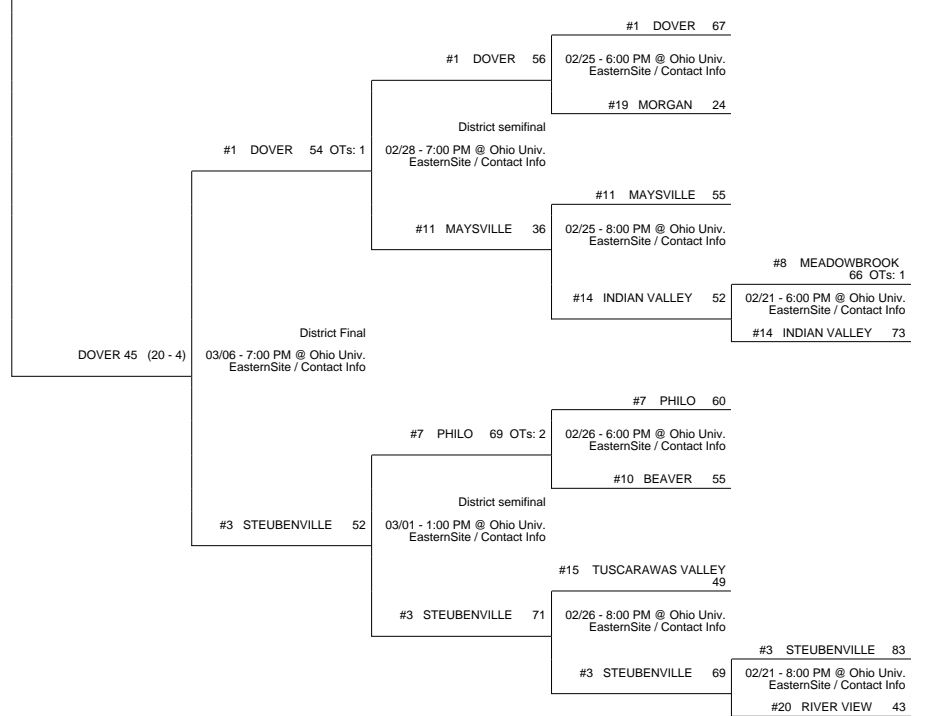 #1 DOVER 67
#1 DOVER 56
02/25 - 6:00 PM @ Ohio Univ.
EasternSite / Contact Info
#19 MORGAN 24
District semifinal
#1 DOVER 54 OTs: 1
02/28 - 7:00 PM @ Ohio Univ.
EasternSite / Contact Info
#11 MAYSVILLE 55
#11 MAYSVILLE 36
02/25 - 8:00 PM @ Ohio Univ.
EasternSite / Contact Info
#8 MEADOWBROOK
66 OTs: 1
#14 INDIAN VALLEY 52
02/21 - 6:00 PM @ Ohio Univ.
EasternSite / Contact Info
#14 INDIAN VALLEY 73
District Final
DOVER 45 (20 - 4)
03/06 - 7:00 PM @ Ohio Univ.
EasternSite / Contact Info
#7 PHILO 60
#7 PHILO 69 OTs: 2
02/26 - 6:00 PM @ Ohio Univ.
EasternSite / Contact Info
#10 BEAVER 55
District semifinal
#3 STEUBENVILLE 52
03/01 - 1:00 PM @ Ohio Univ.
EasternSite / Contact Info
#15 TUSCARAWAS VALLEY
49
#3 STEUBENVILLE 71
02/26 - 8:00 PM @ Ohio Univ.
EasternSite / Contact Info
#3 STEUBENVILLE 83
#3 STEUBENVILLE 69
02/21 - 8:00 PM @ Ohio Univ.
EasternSite / Contact Info
#20 RIVER VIEW 43